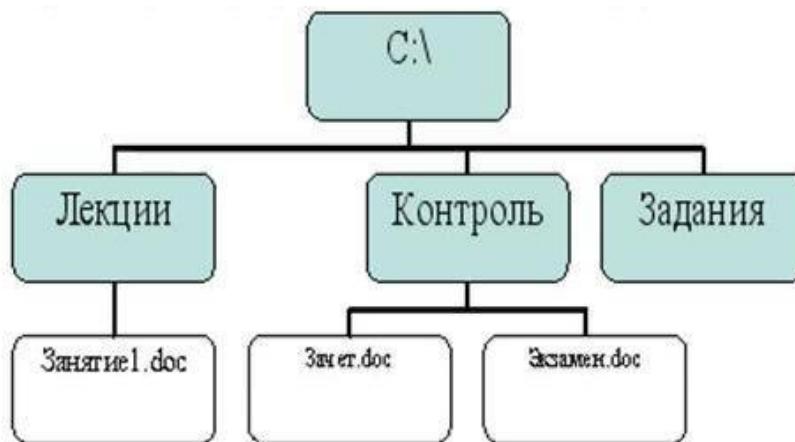 C:\
Лекции
Контроль
Задания
Занятие1.doc
Зачет.doc
Экзамен.doc